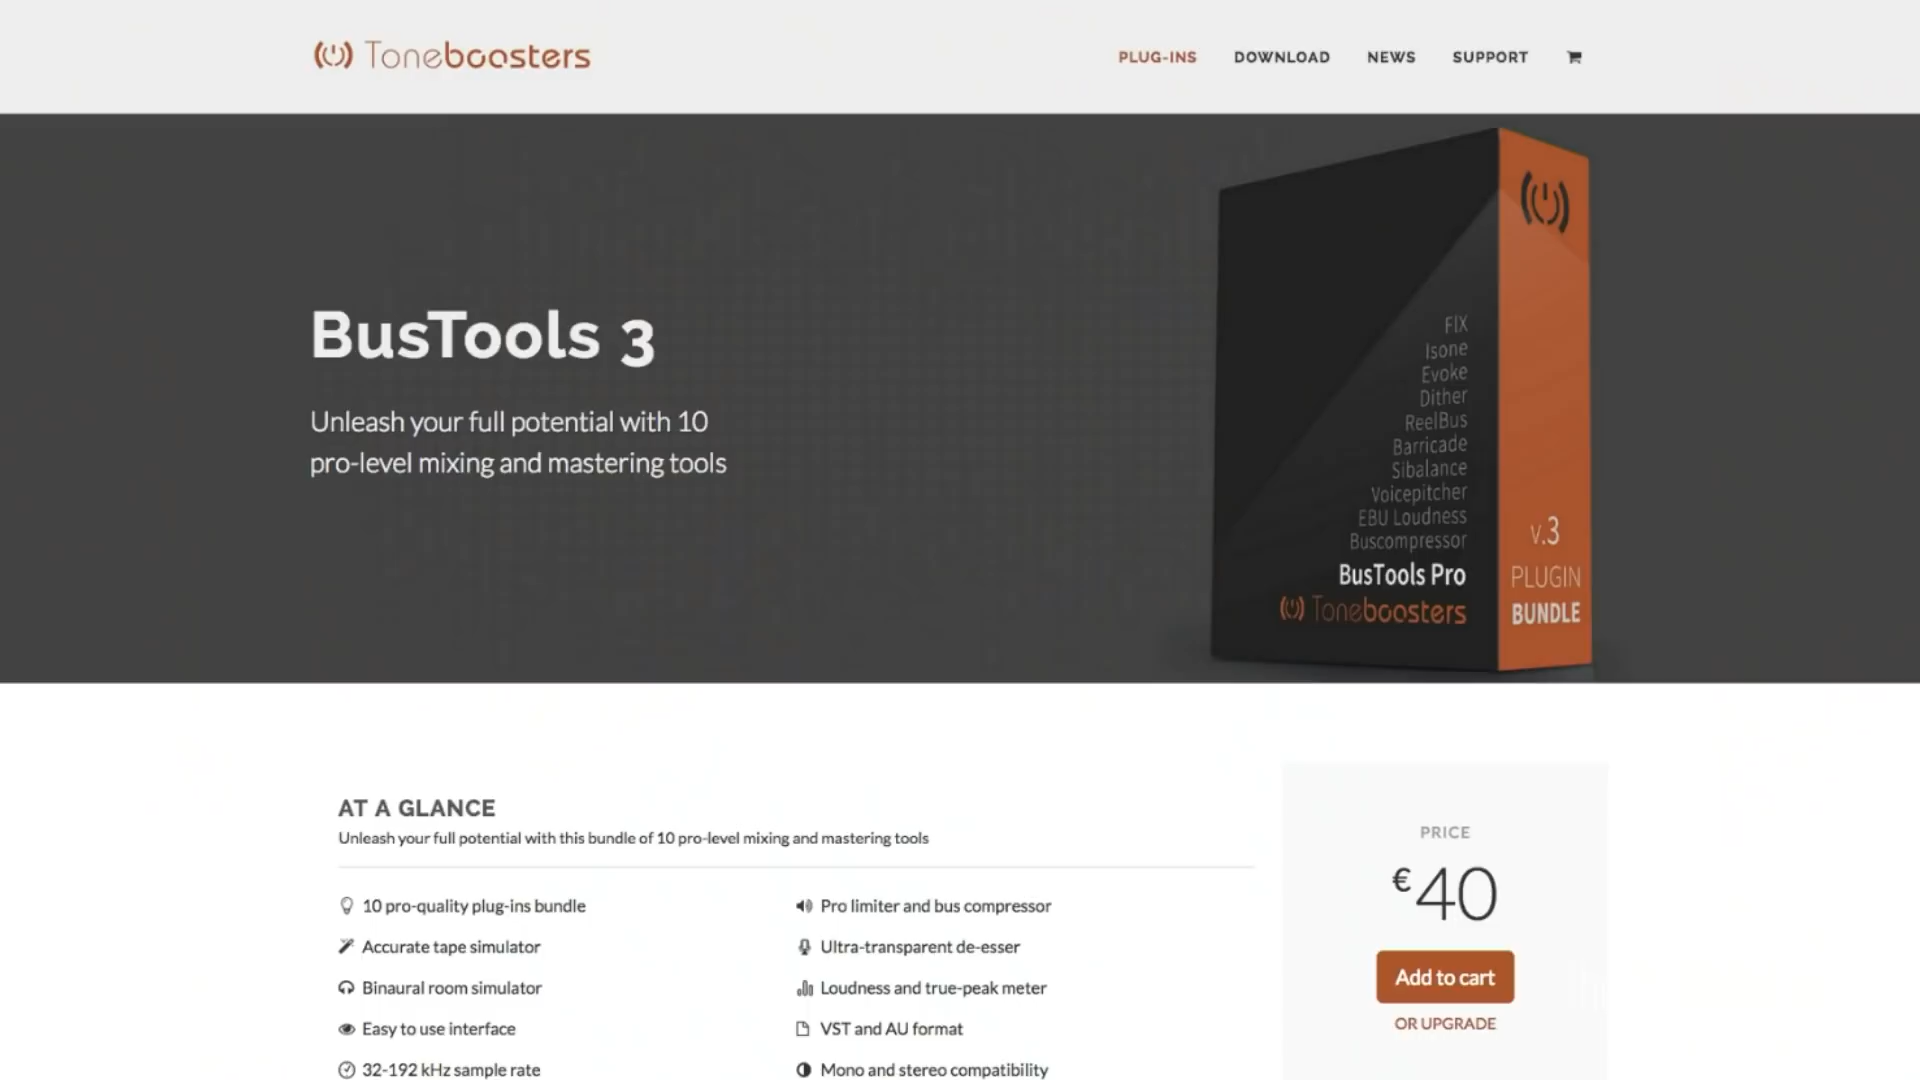 Toneboosters
PLUG-INS DOWNLOAD NEWS SUPPORT
BusTools 3
Unleash your full potential with 10
pro-level mixing and mastering tools
FIX
Isone
Evoke
Dither
ReelBus
Barricade
Sibalance
Voicepitcher
EBU Loudness
Buscompressor
BusTools Pro
Toneboosters
v.3
PLUGIN
BUNDLE
AT A GLANCE
Unleash your full potential with this bundle of 10 pro-level mixing and mastering tools
10 pro-quality plug-ins bundle
Accurate tape simulator
Binaural room simulator
Easy to use interface
32-192 kHz sample rate
Pro limiter and bus compressor
Ultra-transparent de-esser
Loudness and true-peak meter
VST and AU format
Mono and stereo compatibility
PRICE
€40
Add to cart
OR UPGRADE